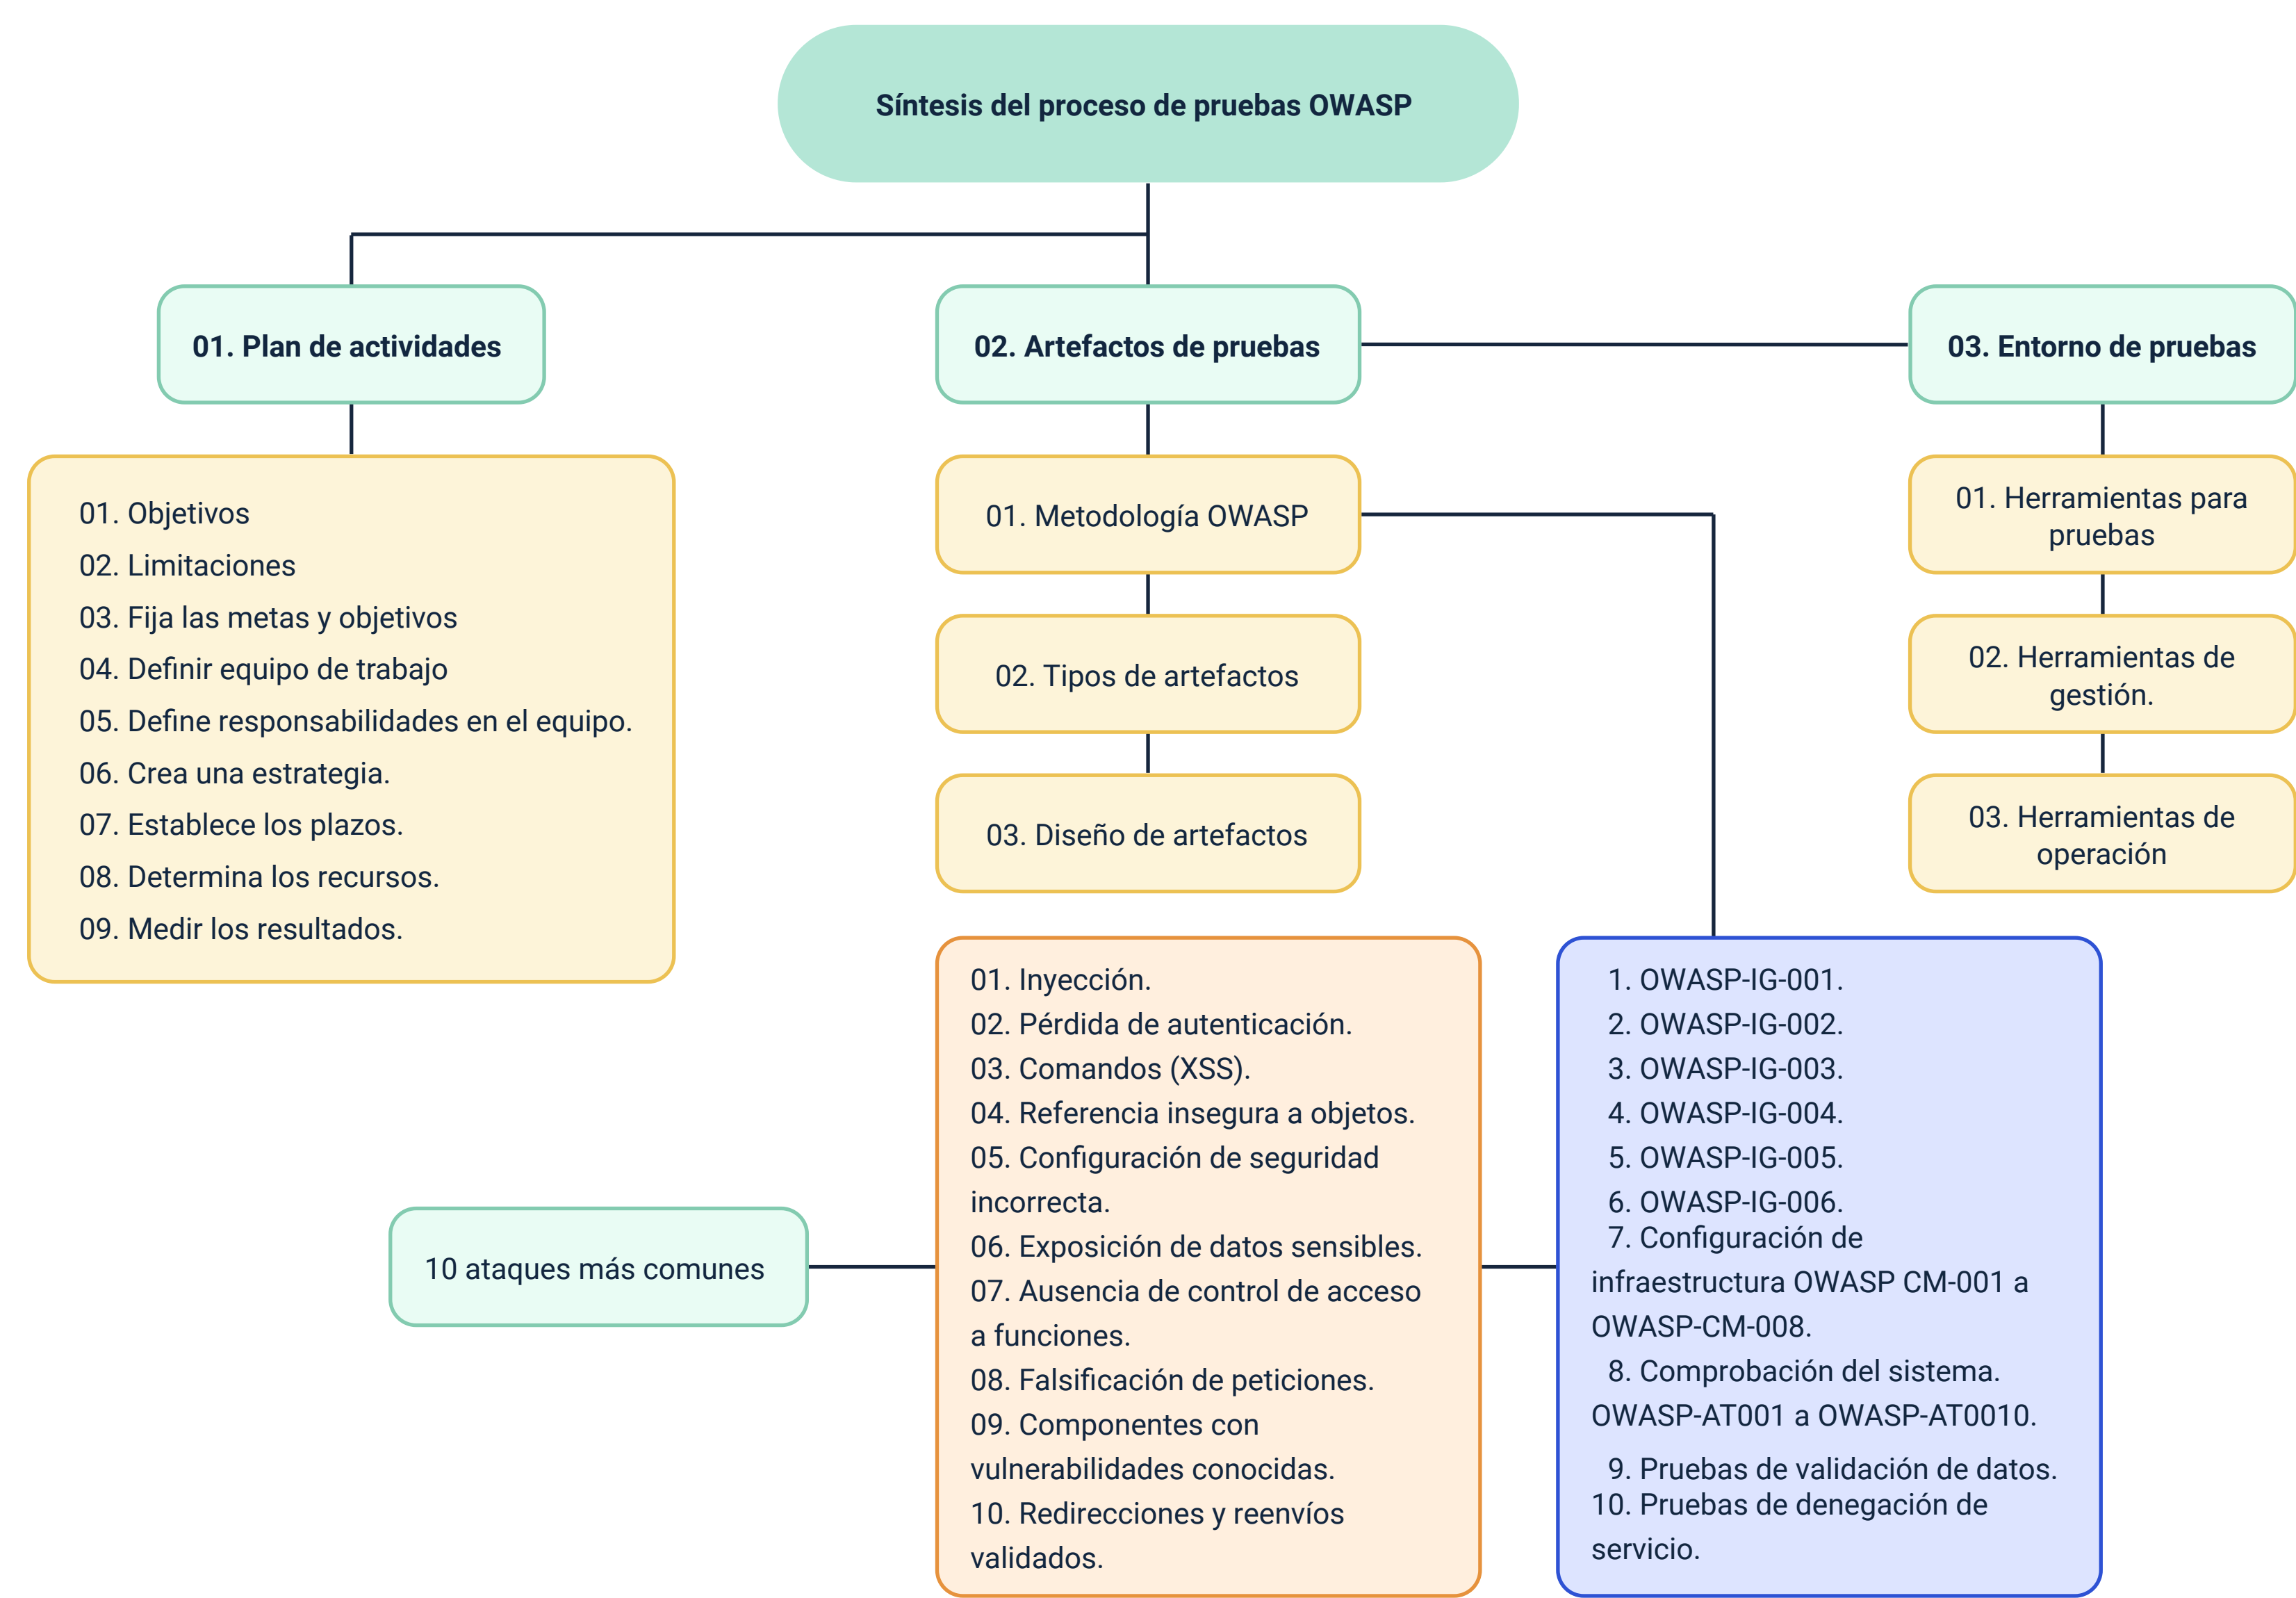 Síntesis del proceso de pruebas OWASP
01. Plan de actividades
02. Artefactos de pruebas
03. Entorno de pruebas
01. Objetivos
02. Limitaciones
03. Fija las metas y objetivos
04. Definir equipo de trabajo
05. Define responsabilidades en el equipo.
06. Crea una estrategia.
07. Establece los plazos.
08. Determina los recursos.
09. Medir los resultados.
01. Metodología OWASP
02. Tipos de artefactos
03. Diseño de artefactos
01. Herramientas para
pruebas
02. Herramientas de
gestión.
03. Herramientas de
operación
10 ataques más comunes
01. Inyección.
02. Pérdida de autenticación.
03. Comandos (XSS).
04. Referencia insegura a objetos.
05. Configuración de seguridad
incorrecta.
06. Exposición de datos sensibles.
07. Ausencia de control de acceso
a funciones.
08. Falsificación de peticiones.
09. Componentes con
vulnerabilidades conocidas.
10. Redirecciones y reenvíos
validados.
1. OWASP-IG-001.
2. OWASP-IG-002.
3. OWASP-IG-003.
4. OWASP-IG-004.
5. OWASP-IG-005.
6. OWASP-IG-006.
7. Configuración de
infraestructura OWASP CM-001 a
OWASP-CM-008.
8. Comprobación del sistema.
OWASP-AT001 a OWASP-AT0010.
9. Pruebas de validación de datos.
10. Pruebas de denegación de
servicio.